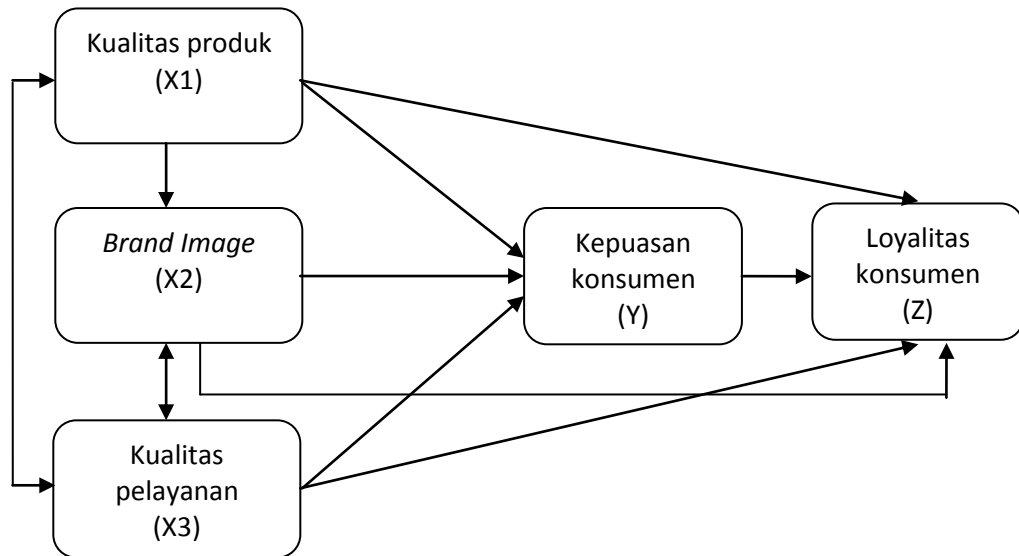 Kualitas produk
(X1)
Brand Image
(X2)
Kualitas
pelayanan
(X3)
Kepuasan
konsumen
(Y)
Loyalitas
konsumen
(Z)